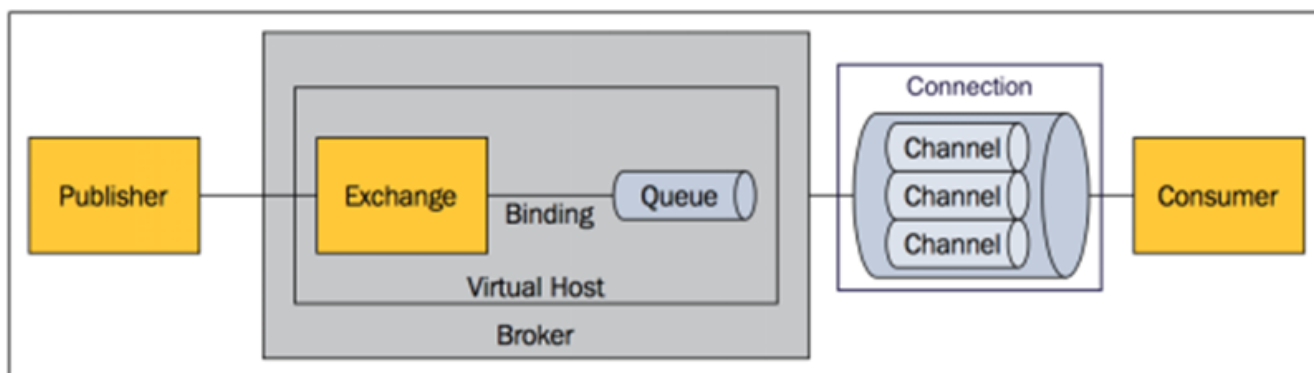 Connection
Channel
Publisher
Exchange
Binding
Queue
Channel
Consumer
Channel
Virtual Host
Broker